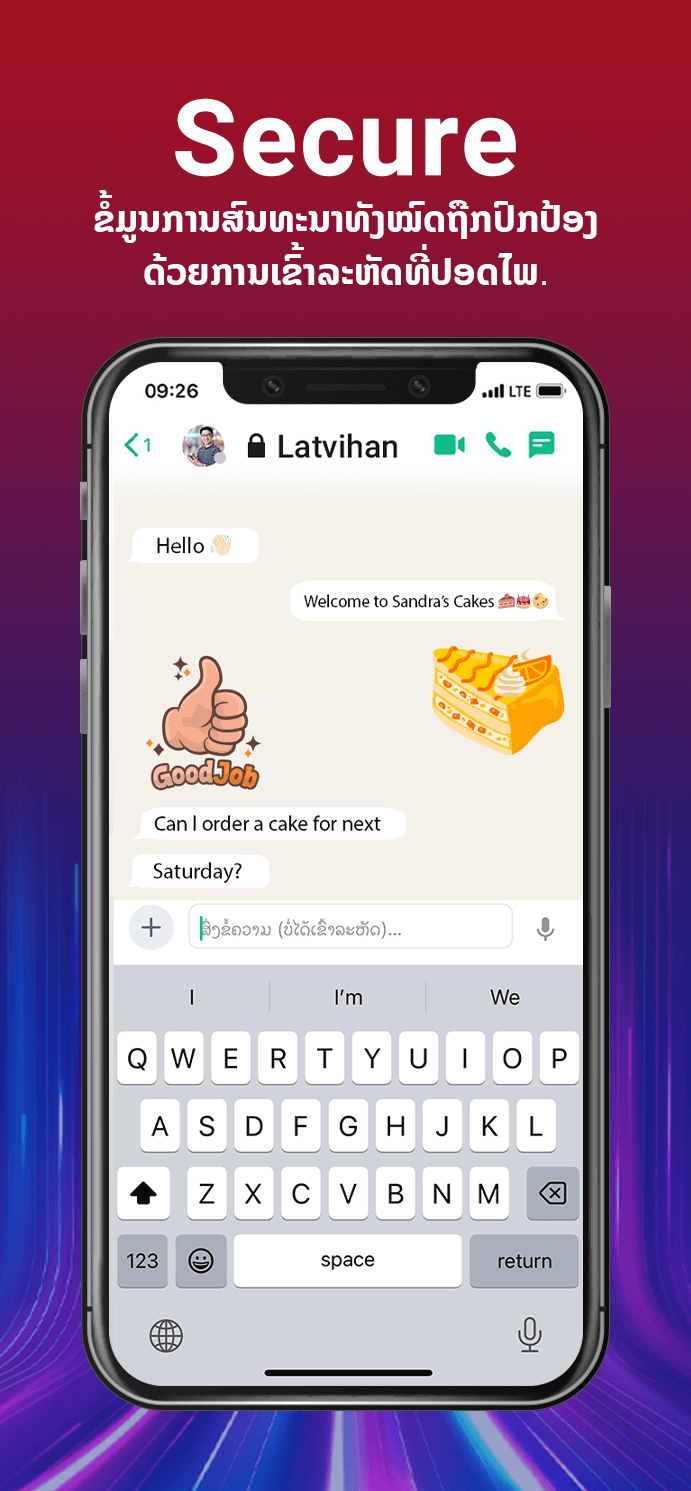 Secure
ຂໍ້ມູນການສົນທະນາທັງໝົດຖືກປົກປ້ອງ
ດ້ວຍການເຂົ້າລະຫັດທີ່ປອດໄພ.
09:26
LTE
1
Latvihan
Hello 👋🏻
Welcome to Sandra's Cakes 🍰🎂🍪
GoodJob
Can I order a cake for next
Saturday?
ສົ່ງຂໍ້ຄວາມ (ບໍ່ໄດ້ເຂົ້າລະຫັດ)...
I I'm We
Q W E R T Y U I O P
A S D F G H J K L
Z X C V B N M
123 space return